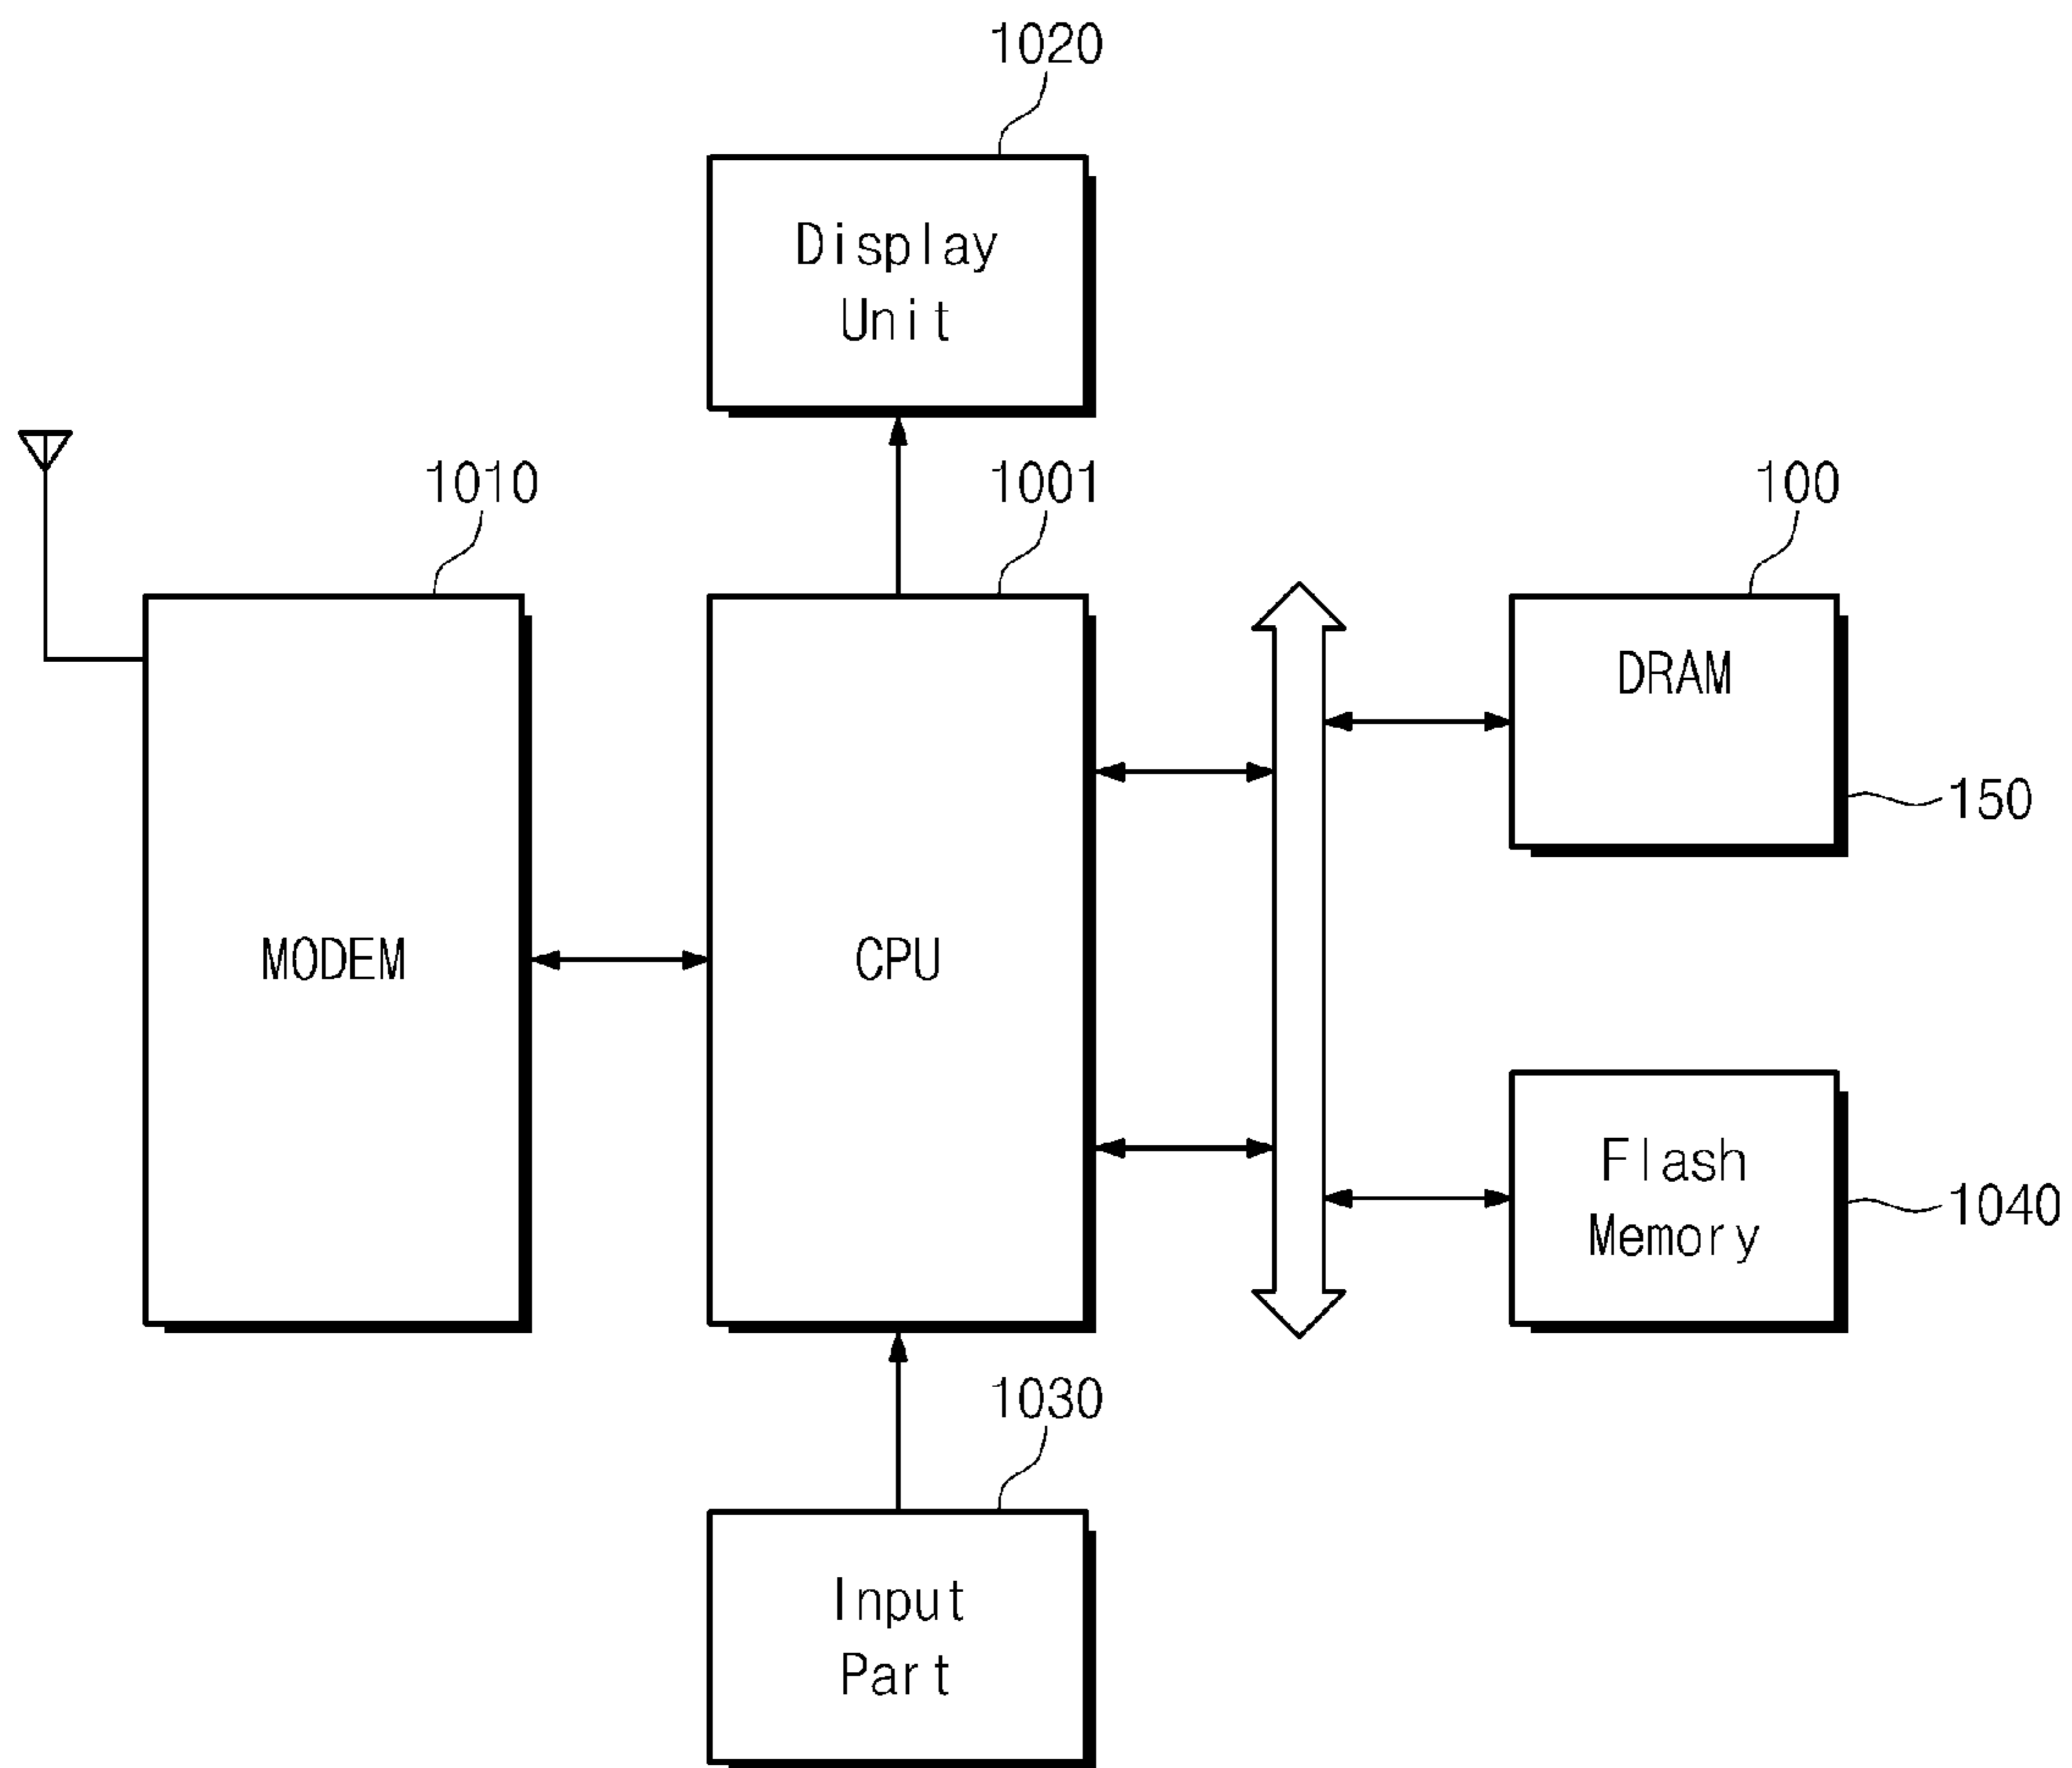 1020
Display
Unit
1010
1001
100
DRAM
150
MODEM
CPU
Flash
Memory
1040
1030
Input
Part